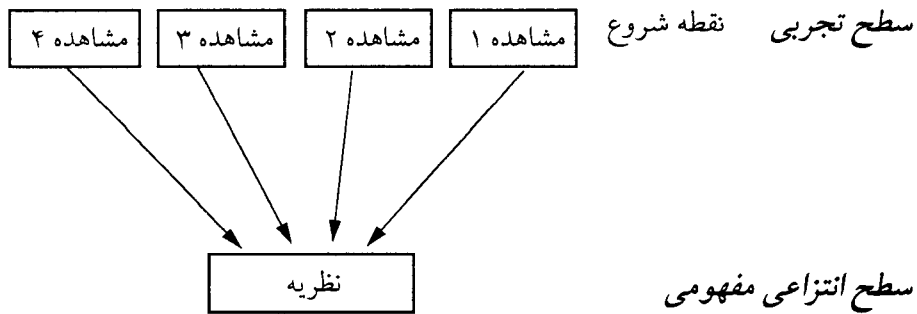 سطح تجربی نقطه شروع مشاهده ۱ مشاهده ۲ مشاهده ۳ مشاهده ۴
نظریه
سطح انتزاعی مفهومی